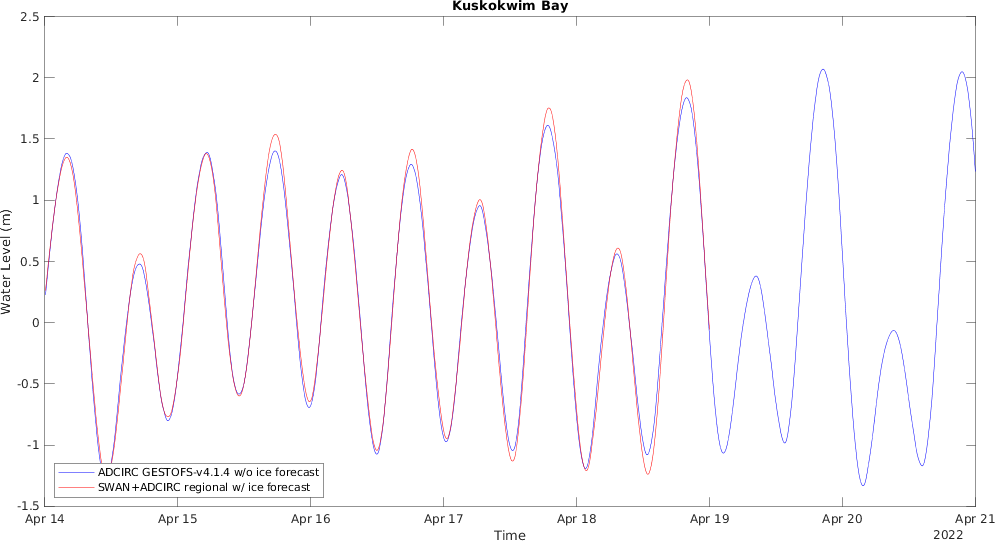 Kuskokwim Bay
2.5
2
1.5
1
0.5
0
-0.5
-1
-1.5
Water Level (m)
ADCIRC GESTOFS-v4.1.4 w/o ice forecast
SWAN+ADCIRC regional w/ ice forecast
Apr 14 Apr 15 Apr 16 Apr 17 Apr 18 Apr 19 Apr 20 Apr 21
Time
2022